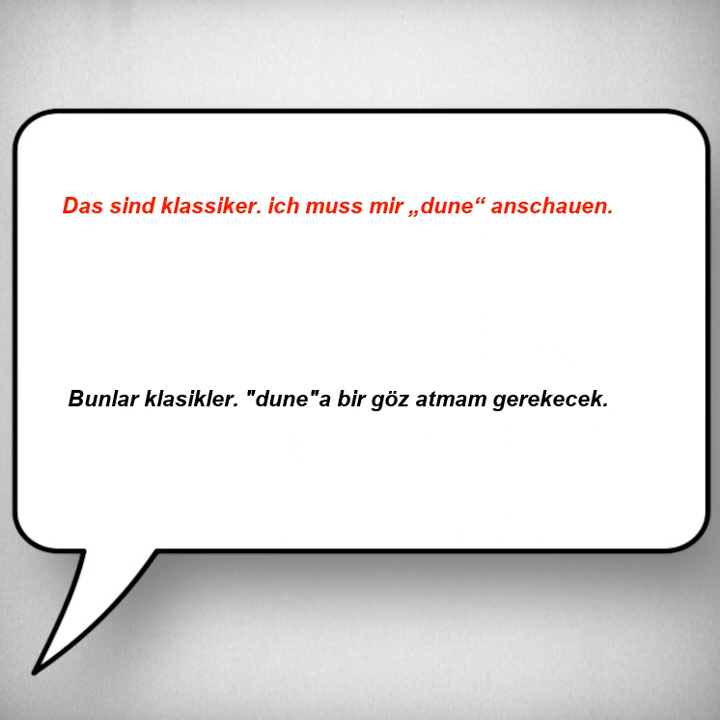 Das sind klassiker. ich muss mir „dune“ anschauen.
Bunlar klasikler. "dune"a bir göz atmam gerekecek.